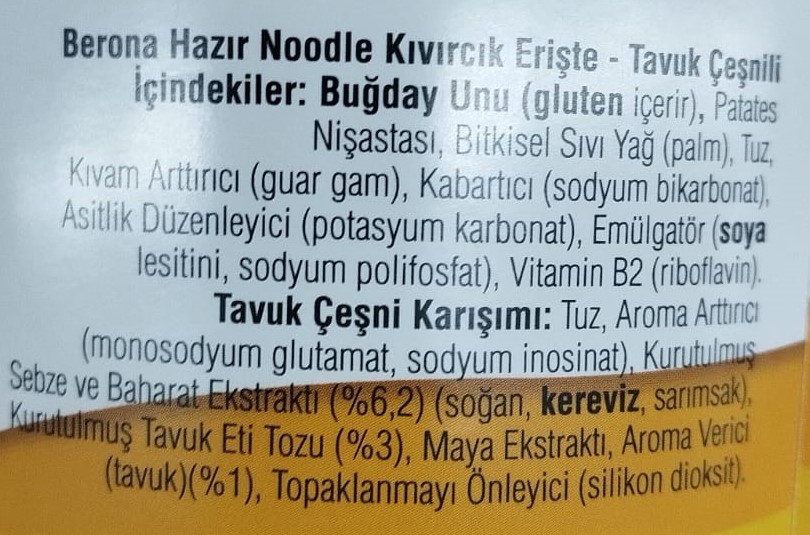 Berona Hazır Noodle Kıvırcık Erişte - Tavuk Çeşnili
İçindekiler: Buğday Unu (gluten içerir), Patates
Nişastası, Bitkisel Sıvı Yağ (palm), Tuz,
Kıvam Arttırıcı (guar gam), Kabartıcı (sodyum bikarbonat),
Asitlik Düzenleyici (potasyum karbonat), Emülgatör (soya
lesitini, sodyum polifosfat), Vitamin B2 (riboflavin).
Tavuk Çeşni Karışımı: Tuz, Aroma Arttırıcı
(monosodyum glutamat, sodyum inosinat), Kurutulmuş
Sebze ve Baharat Ekstraktı (%6,2) (soğan, kereviz, sarımsak),
Kurutulmuş Tavuk Eti Tozu (%3), Maya Ekstraktı, Aroma Verici
(tavuk)(%1), Topaklanmayı Önleyici (silikon dioksit).